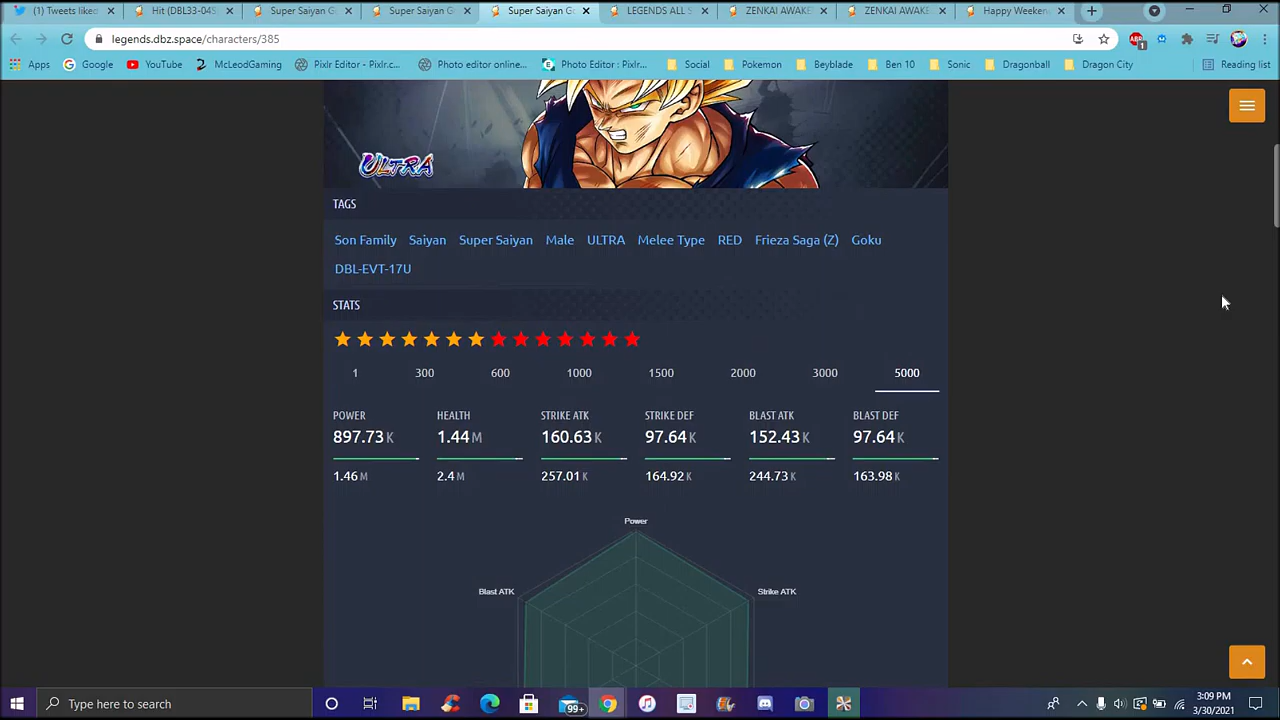 (1) Tweets liked
Hit (DBL33-04S
Super Saiyan G
Super Saiyan G
Super Saiyan G
LEGENDS ALL S
ZENKAI AWAKE
ZENKAI AWAKE
Happy Weeken
legends.dbz.space/characters/385
Apps
Google
YouTube
McLeodGaming
Pixlr Editor - Pixlr.c...
Photo editor online...
Photo Editor : Pixlr...
Social
Pokemon
Beyblade
Ben 10
Sonic
Dragonball
Dragon City
Reading list
ULTRA
TAGS
Son Family Saiyan Super Saiyan Male ULTRA Melee Type RED Frieza Saga (Z) Goku
DBL-EVT-17U
STATS
1 300 600 1000 1500 2000 3000 5000
POWER HEALTH STRIKE ATK STRIKE DEF BLAST ATK BLAST DEF
897.73 K 1.44 M 160.63 K 97.64 K 152.43 K 97.64 K
1.46 M 2.4 M 257.01 K 164.92 K 244.73 K 163.98 K
Power
Blast ATK
Strike ATK
Type here to search
99+
3:09 PM
3/30/2021